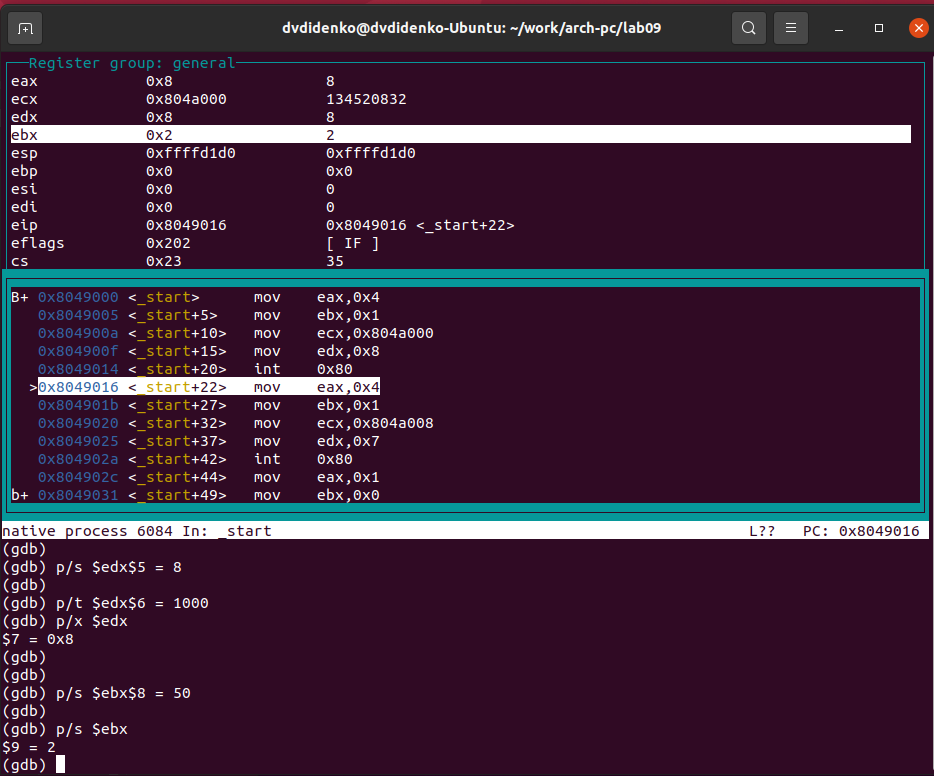 dvdidenko@dvdidenko-Ubuntu: ~/work/arch-pc/lab09
Register group: general
eax 0x8 8
ecx 0x804a000 134520832
edx 0x8 8
ebx 0x2 2
esp 0xffffd1d0 0xffffd1d0
ebp 0x0 0x0
esi 0x0 0
edi 0x0 0
eip 0x8049016 0x8049016 <_start+22>
eflags 0x202 [ IF ]
cs 0x23 35
B+ 0x8049000 <_start> mov eax,0x4
0x8049005 <_start+5> mov ebx,0x1
0x804900a <_start+10> mov ecx,0x804a000
0x804900f <_start+15> mov edx,0x8
0x8049014 <_start+20> int 0x80
>0x8049016 <_start+22> mov eax,0x4
0x804901b <_start+27> mov ebx,0x1
0x8049020 <_start+32> mov ecx,0x804a008
0x8049025 <_start+37> mov edx,0x7
0x804902a <_start+42> int 0x80
0x804902c <_start+44> mov eax,0x1
b+ 0x8049031 <_start+49> mov ebx,0x0
native process 6084 In: _start L?? PC: 0x8049016
(gdb)
(gdb) p/s $edx$5 = 8
(gdb)
(gdb) p/t $edx$6 = 1000
(gdb) p/x $edx
$7 = 0x8
(gdb)
(gdb)
(gdb) p/s $ebx$8 = 50
(gdb)
(gdb) p/s $ebx
$9 = 2
(gdb)